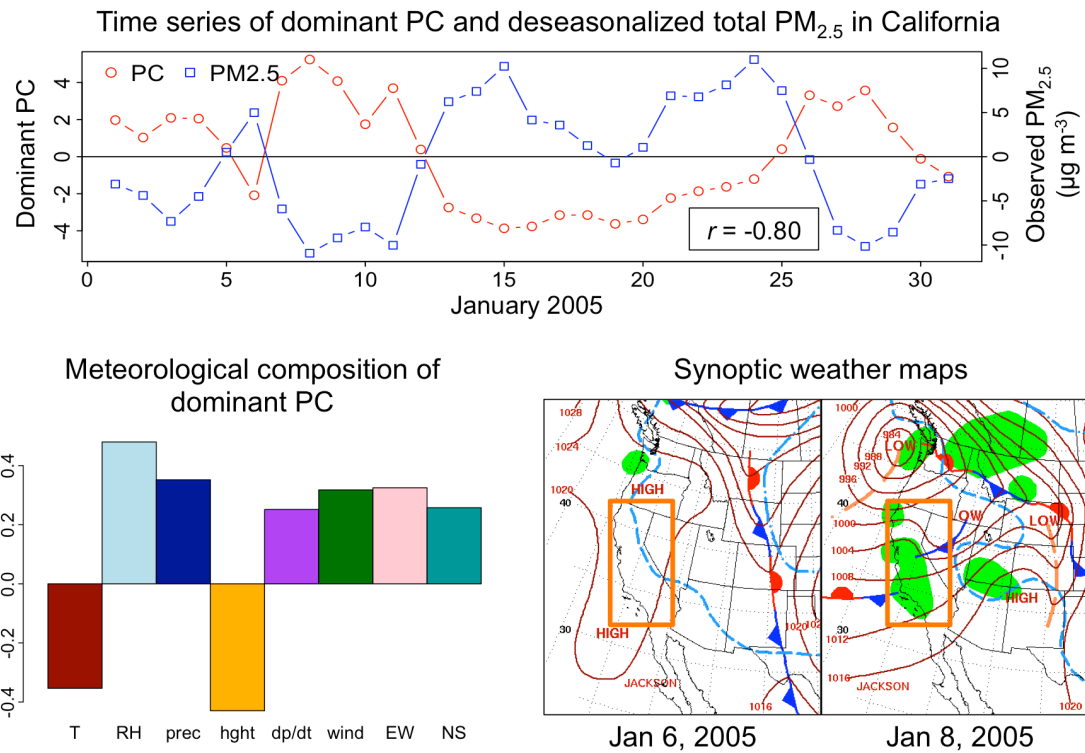 Time series of dominant PC and deseasonalized total PM2.5 in California
PC PM2.5
Dominant PC
4
2
0
-2
-4
10
5
0
-5
-10
Observed PM2.5
(µg m-3)
r = -0.80
0 5 10 15 20 25 30
January 2005
Meteorological composition of
dominant PC
0.4
0.2
0.0
-0.2
-0.4
T RH prec hght dp/dt wind EW NS
Synoptic weather maps
1028
1024
1020
40
HIGH
30
HIGH
JACKSON
1020
1016
1000
984
LOW
988
992
996
40
1000
OW
LOW
1004
1008
HIGH
30
1012
1016
JACKSON
1020
Jan 6, 2005 Jan 8, 2005